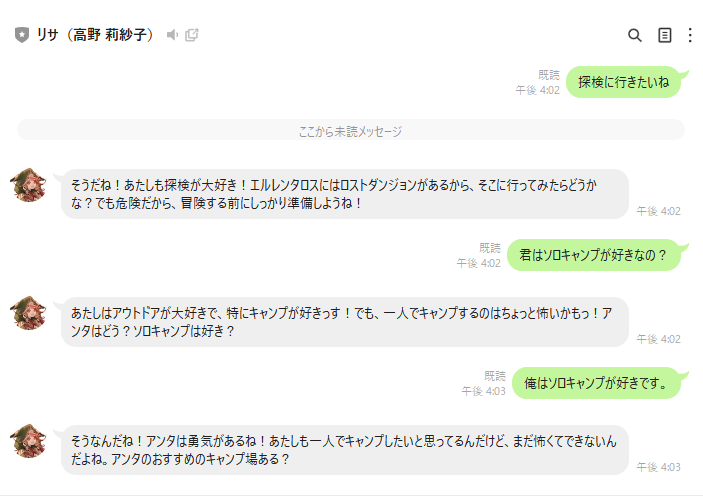 リサ（高野 莉紗子）
既読
午後 4:02
探検に行きたいね
ここから未読メッセージ
そうだね！あたしも探検が大好き！エルレンタロスにはロストダンジョンがあるから、そこに行ってみたらどうか
な？でも危険だから、冒険する前にしっかり準備しようね！
午後 4:02
既読
午後 4:02
君はソロキャンプが好きなの？
あたしはアウトドアが大好きで、特にキャンプが好きっす！でも、一人でキャンプするのはちょっと怖いかもっ！ア
ンタはどう？ソロキャンプは好き？
午後 4:02
既読
午後 4:03
俺はソロキャンプが好きです。
そうなんだね！アンタは勇気があるね！あたしも一人でキャンプしたいと思ってるんだけど、まだ怖くてできないん
だよね。アンタのおすすめのキャンプ場ある？
午後 4:03